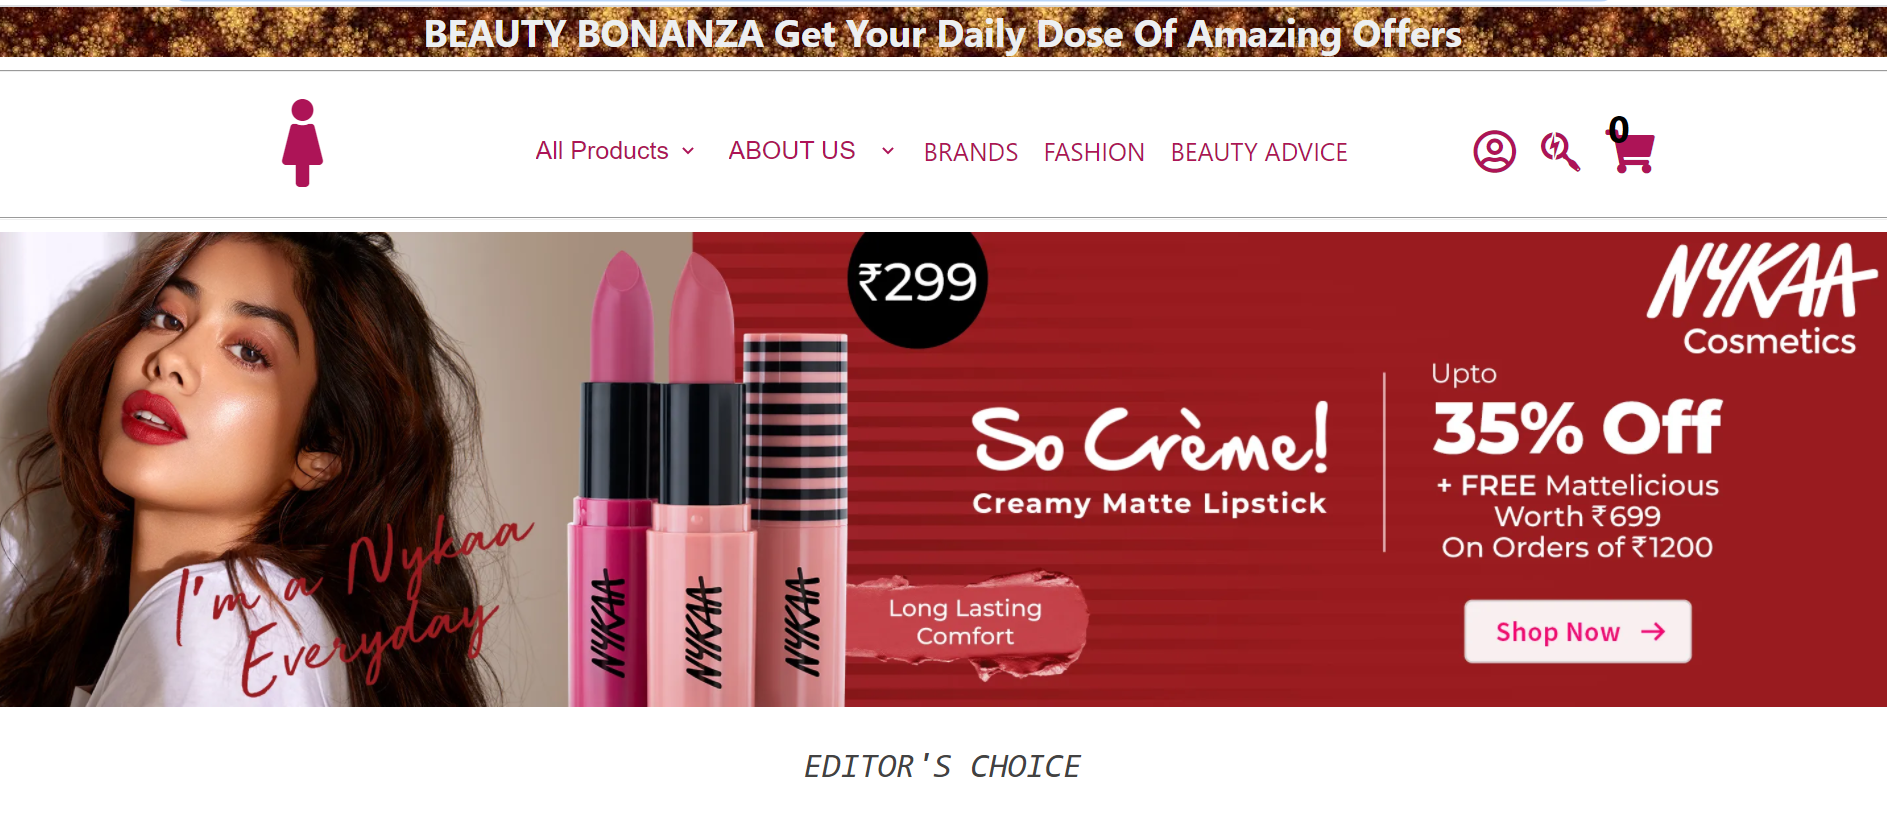 BEAUTY BONANZA Get Your Daily Dose Of Amazing Offers
All Products ABOUT US BRANDS FASHION BEAUTY ADVICE
0
₹299
NYKAA
Cosmetics
So Crème!
Creamy Matte Lipstick
Upto
35% Off
+ FREE Mattelicious
Worth ₹699
On Orders of ₹1200
Shop Now
I'm a Nykaa
Everyday
NYKAA
NYKAA
NYKAA
Long Lasting
Comfort
EDITOR'S CHOICE